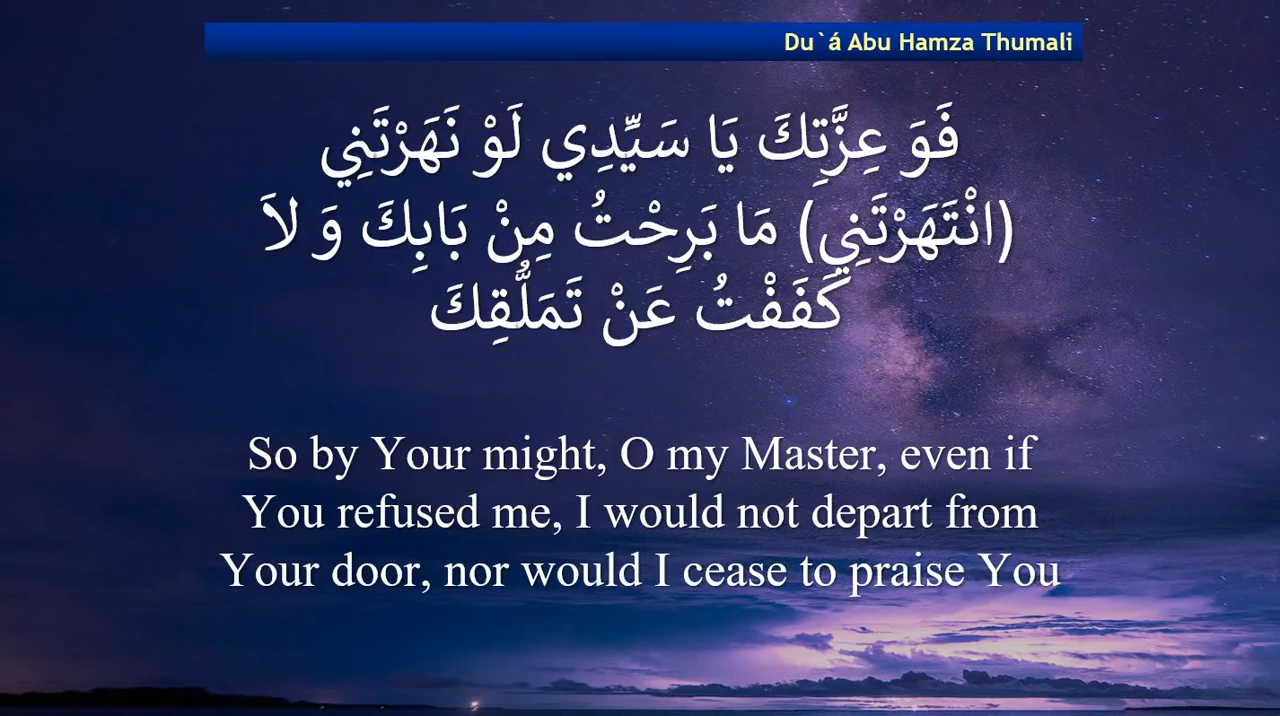 Du`á Abu Hamza Thumali
فَوَ عِزَّتِكَ يَا سَيِّدِي لَوْ نَهَرْتَنِي
(انْتَهَرْتَنِي) مَا بَرِحْتُ مِنْ بَابِكَ وَ لاَ
كَفَفْتُ عَنْ تَمَلُّقِكَ
So by Your might, O my Master, even if
You refused me, I would not depart from
Your door, nor would I cease to praise You